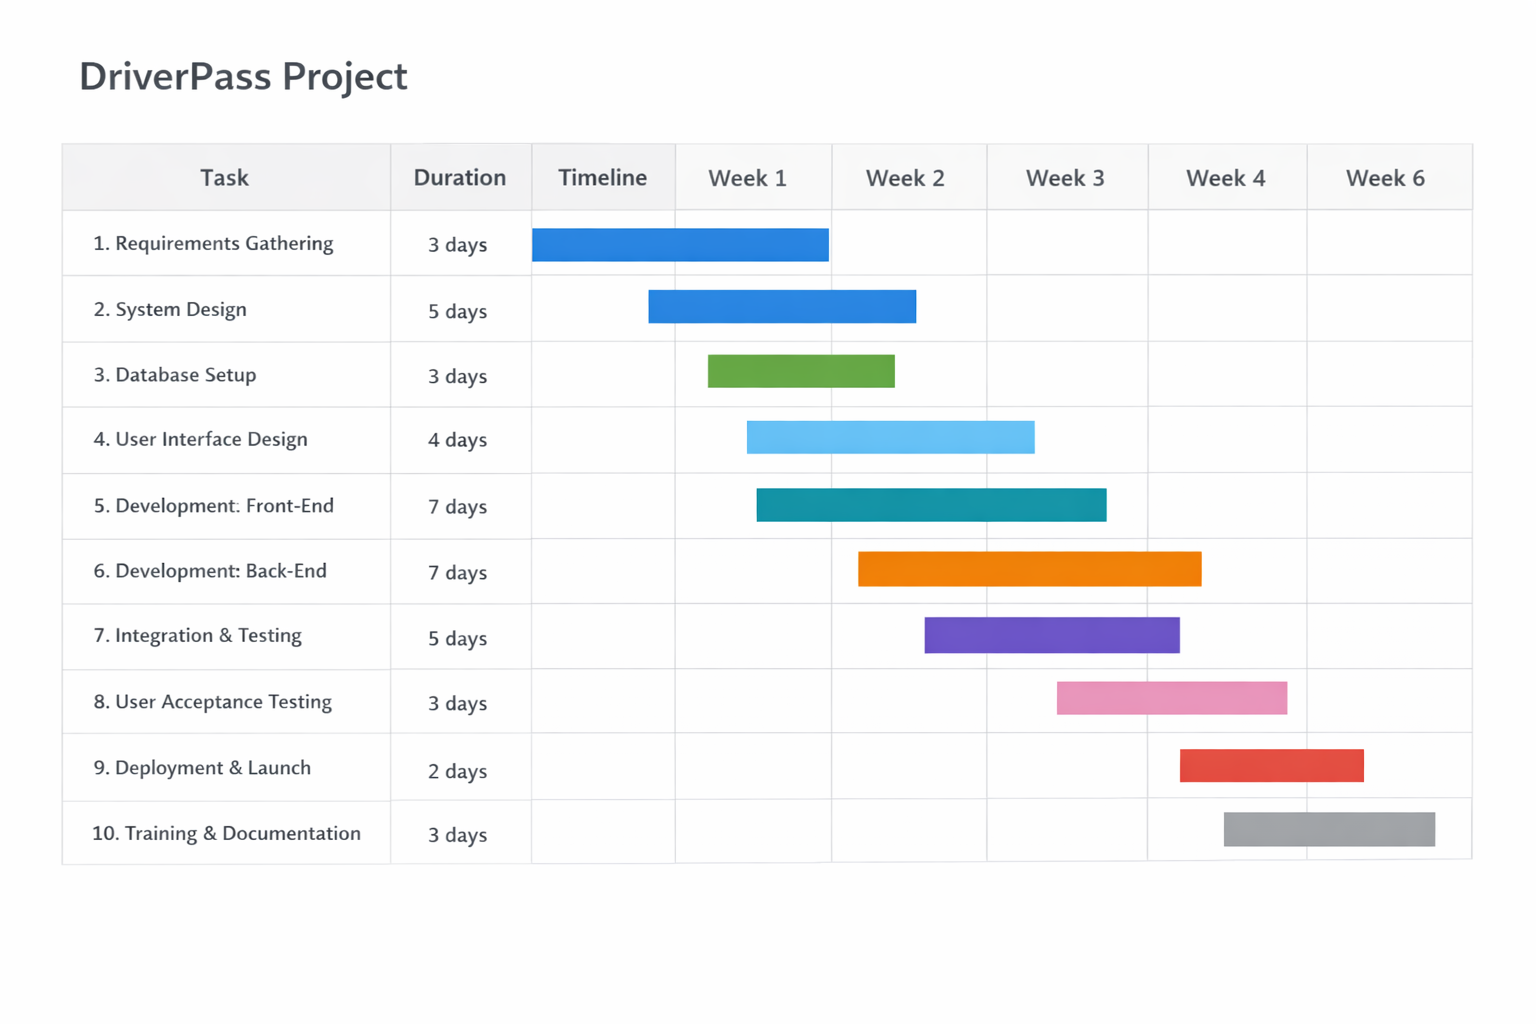 DriverPass Project
Task Duration Timeline Week 1 Week 2 Week 3 Week 4 Week 6
1. Requirements Gathering 3 days
2. System Design 5 days
3. Database Setup 3 days
4. User Interface Design 4 days
5. Development: Front-End 7 days
6. Development: Back-End 7 days
7. Integration & Testing 5 days
8. User Acceptance Testing 3 days
9. Deployment & Launch 2 days
10. Training & Documentation 3 days